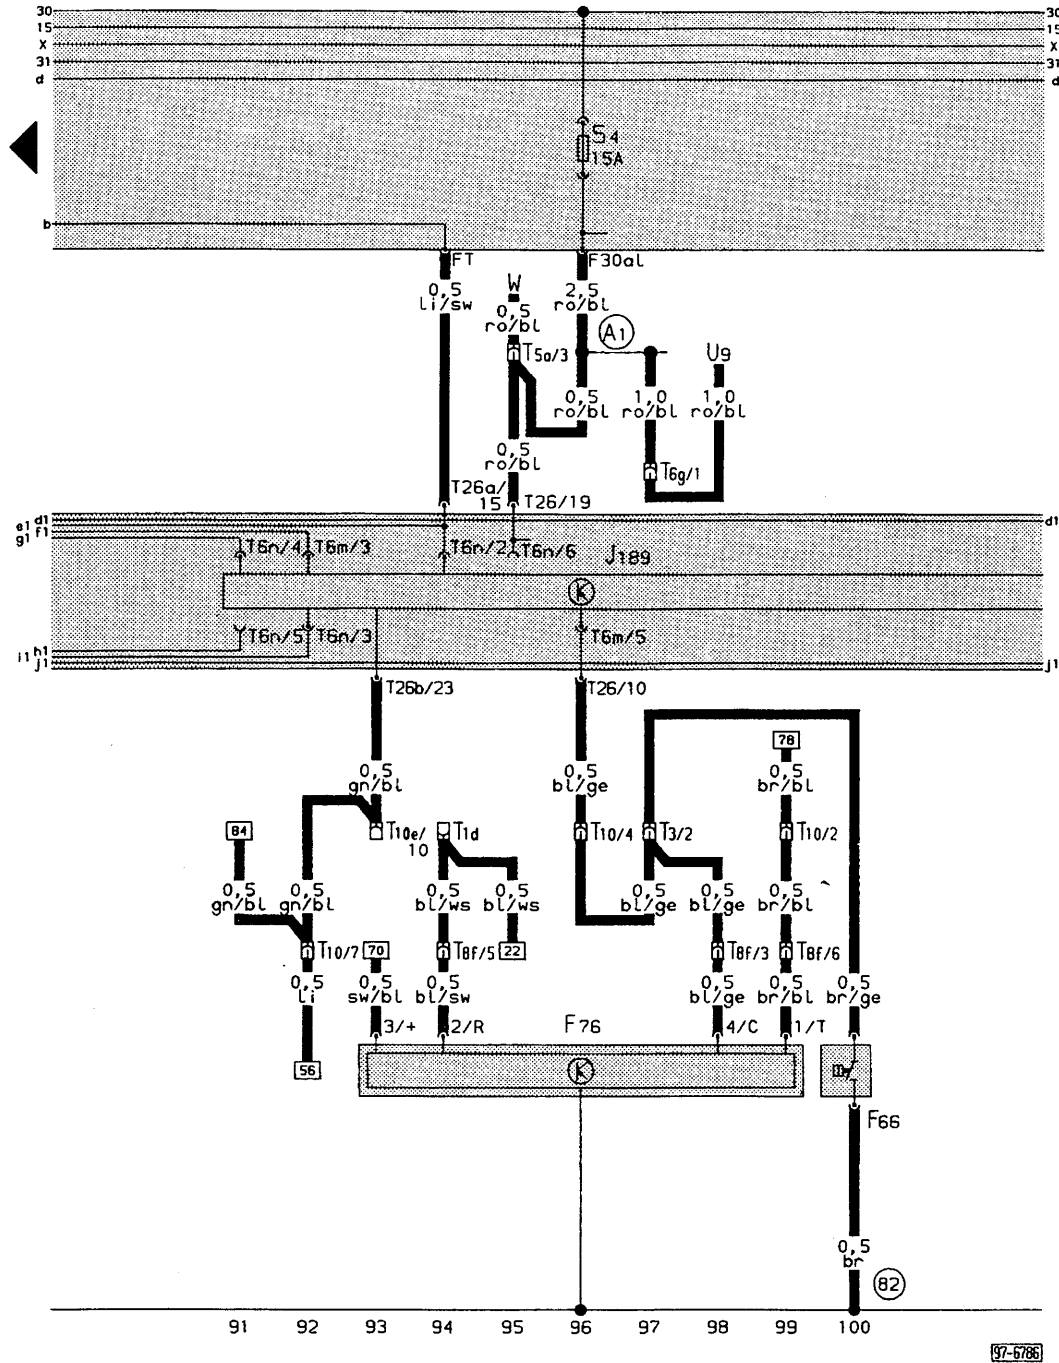 30 30
15 15
X X
31 31
d d
S4
15A
b
FT F30al
0,5 li/sw
W
0,5 ro/bl
2,5 ro/bl
A1
T5a/3
U9
0,5 ro/bl
1,0 ro/bl
1,0 ro/bl
0,5 ro/bl
T6g/1
T26a/15
T26/19
d1 d1
e1 f1
g1
T6n/4 T6m/3 T6n/2 T6n/6
J189
T6n/5 T6n/3 T6m/5
h1
i1
j1 j1
T26b/23 T26/10
78
0,5 gn/bl
0,5 bl/ge
0,5 br/bl
84
T10e/10
T1d
T10/4 T3/2 T10/2
0,5 gn/bl
0,5 gn/bl
0,5 bl/ws
0,5 bl/ws
0,5 bl/ge
0,5 bl/ge
0,5 br/bl
T10/7 70 T8f/5 22 T8f/3 T8f/6
0,5 li
0,5 sw/bl
0,5 bl/sw
0,5 bl/ge
0,5 br/bl
0,5 br/ge
3/+ 2/R F76 4/C 1/T
56
F66
0,5 br
82
91 92 93 94 95 96 97 98 99 100
97-6786